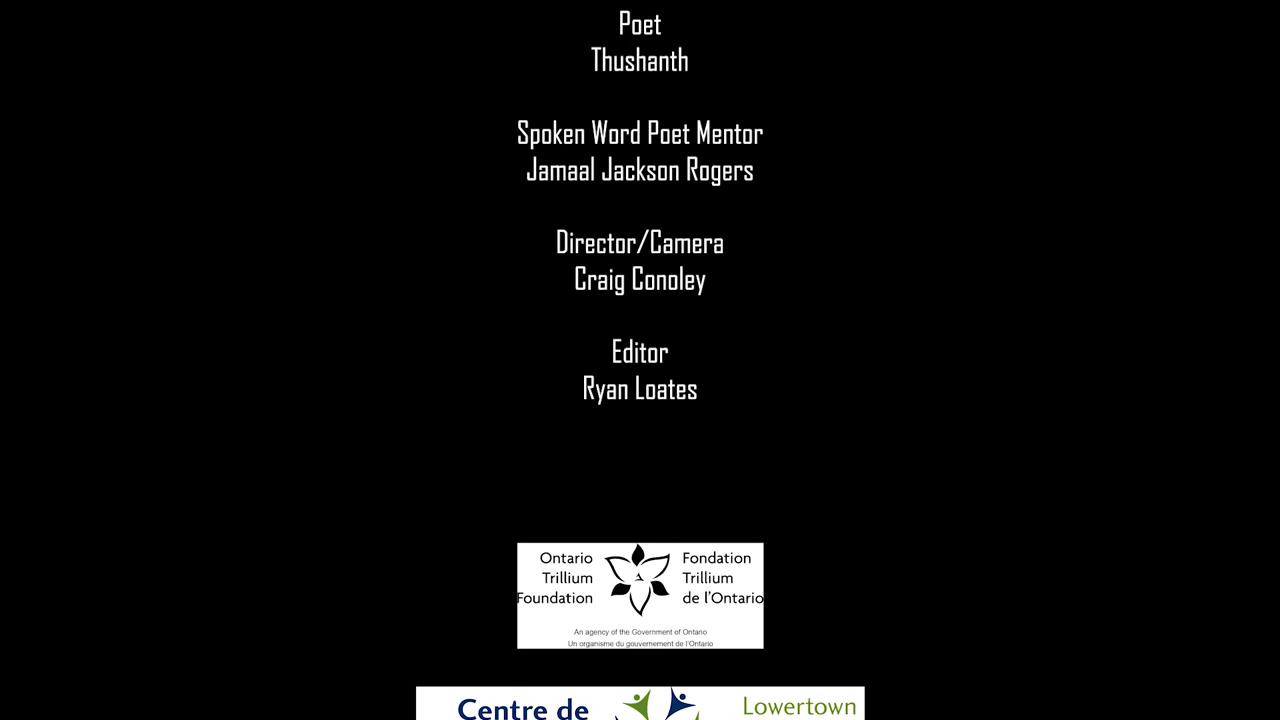 Poet
Thushanth
Spoken Word Poet Mentor
Jamaal Jackson Rogers
Director/Camera
Craig Conoley
Editor
Ryan Loates
Ontario
Trillium
Foundation
Fondation
Trillium
de l'Ontario
An agency of the Government of Ontario
Un organisme du gouvernement de l'Ontario
Centre de
Lowertown